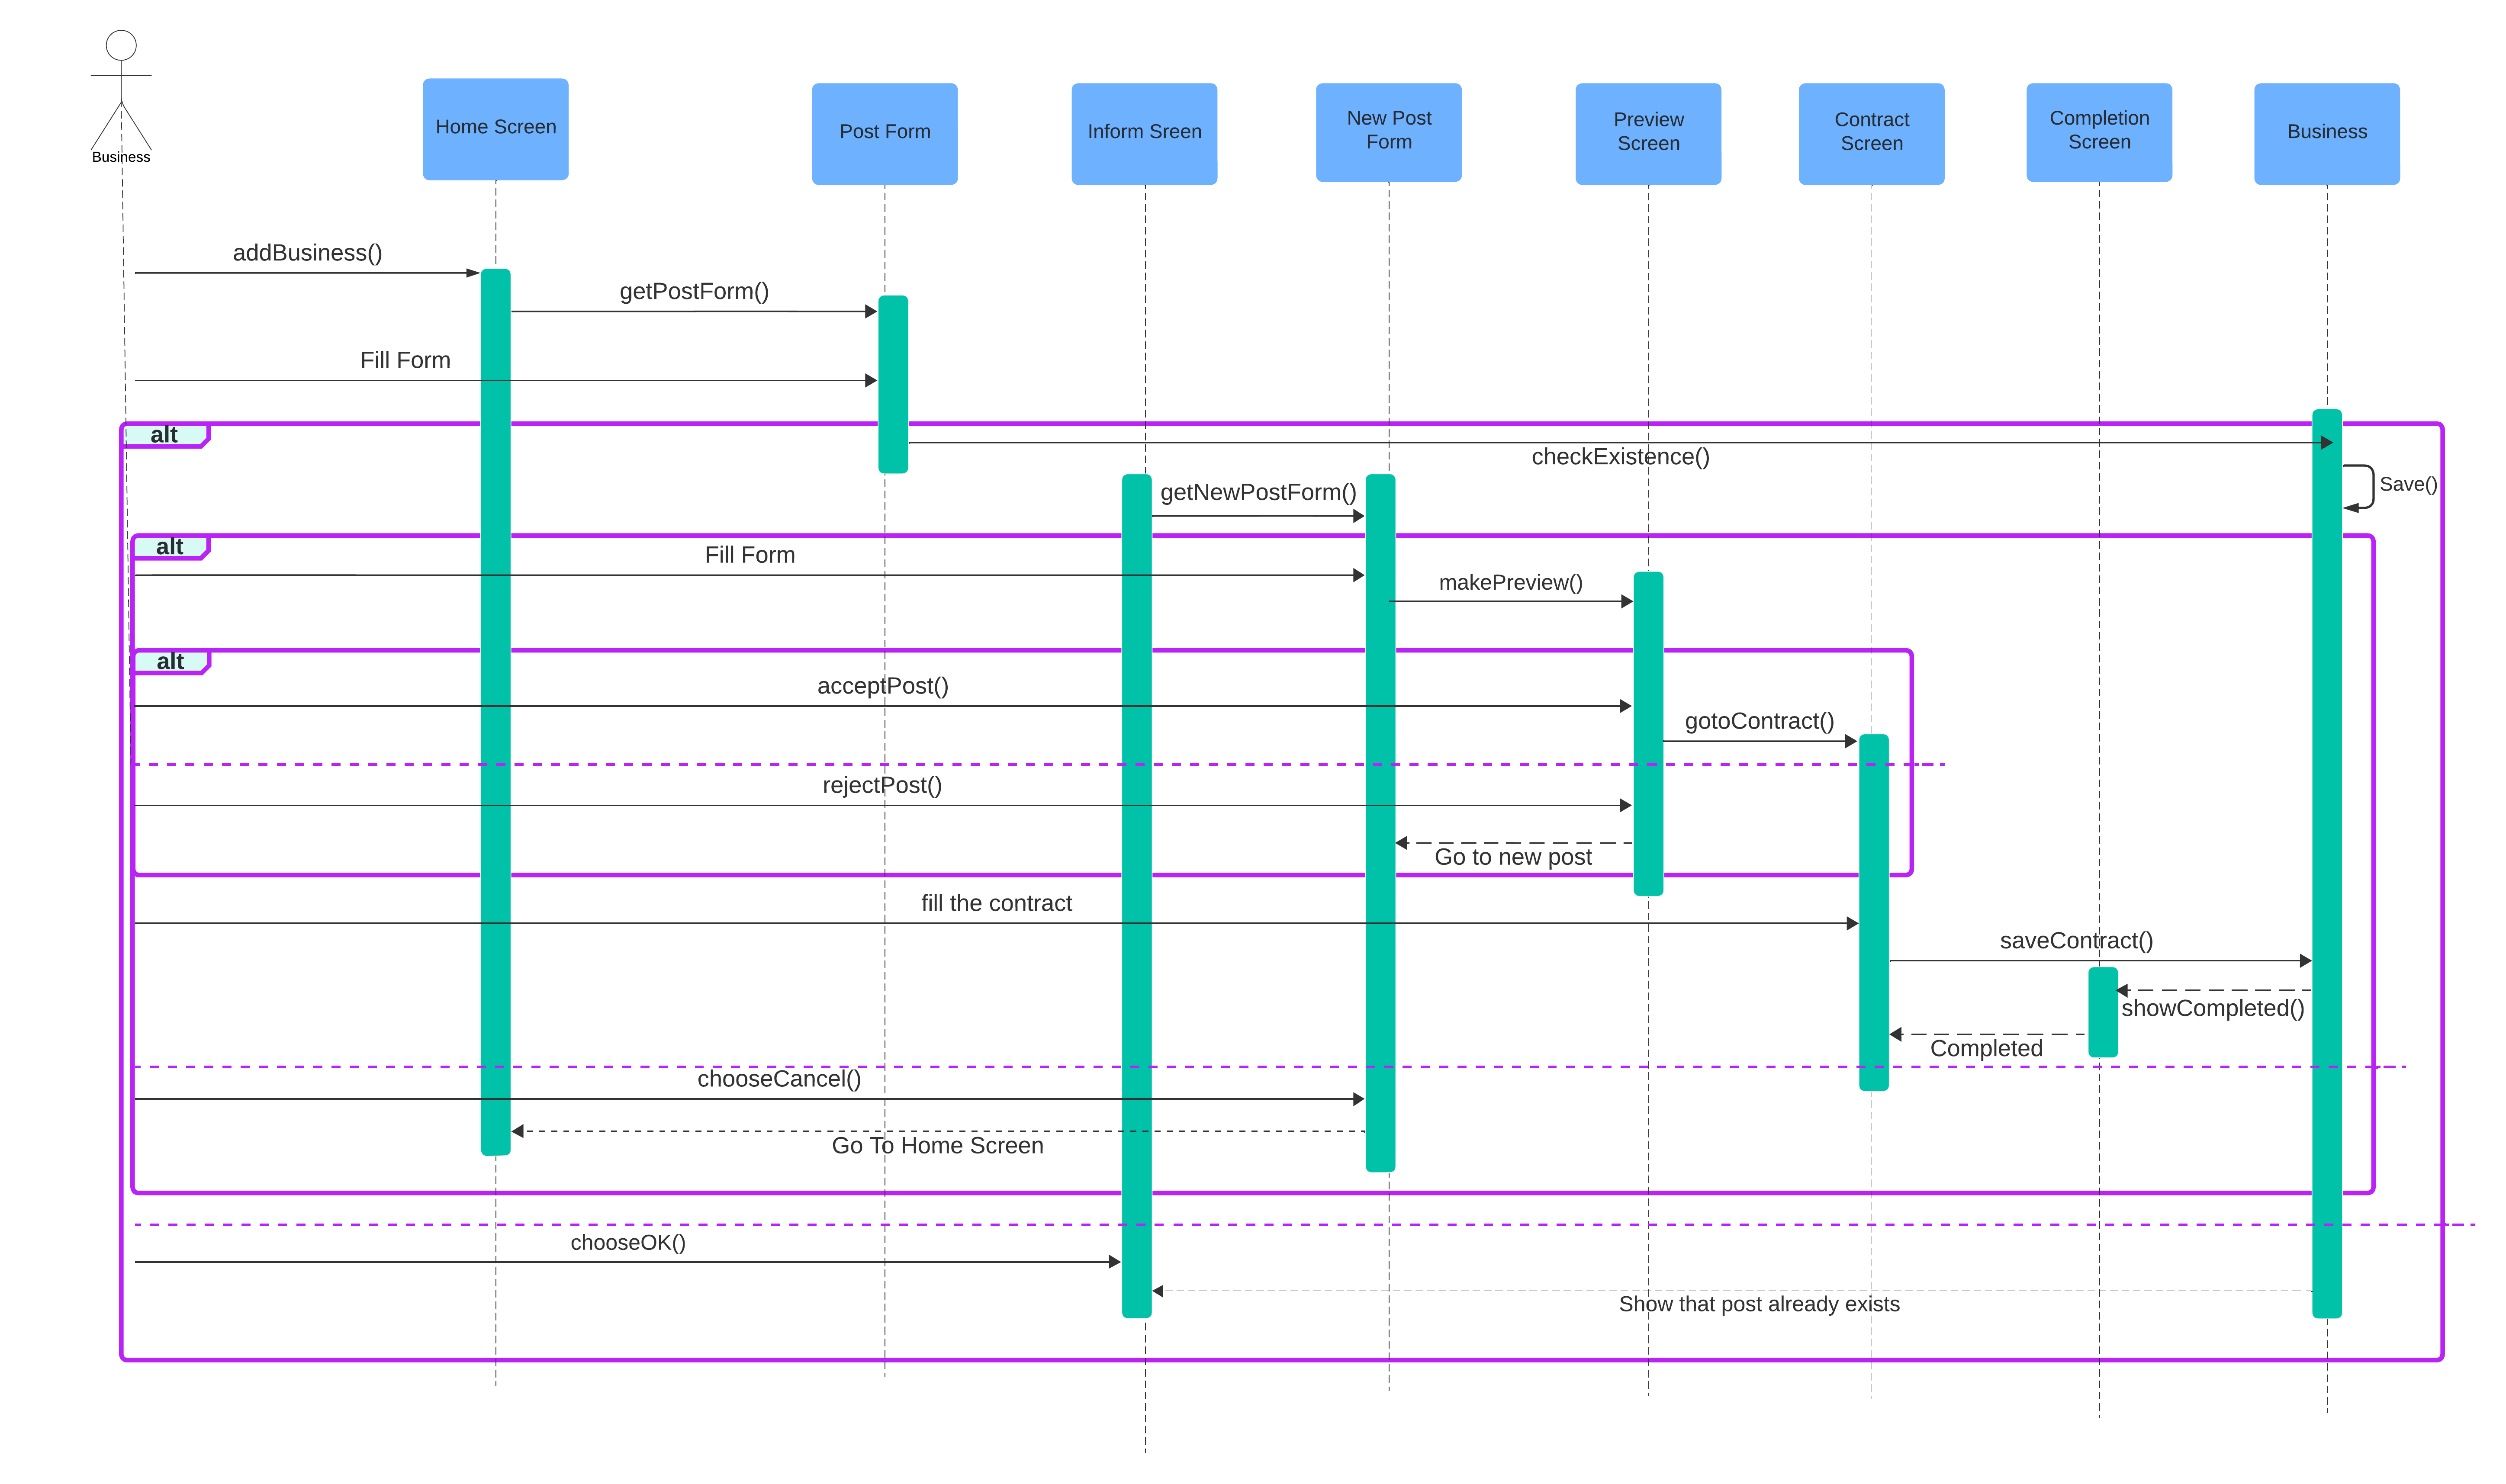 Business
Home Screen
Post Form
Inform Sreen
New Post
Form
Preview
Screen
Contract
Screen
Completion
Screen
Business
addBusiness()
getPostForm()
Fill Form
alt
checkExistence()
Save()
getNewPostForm()
alt
Fill Form
makePreview()
alt
acceptPost()
gotoContract()
rejectPost()
Go to new post
fill the contract
saveContract()
showCompleted()
Completed
chooseCancel()
Go To Home Screen
chooseOK()
Show that post already exists